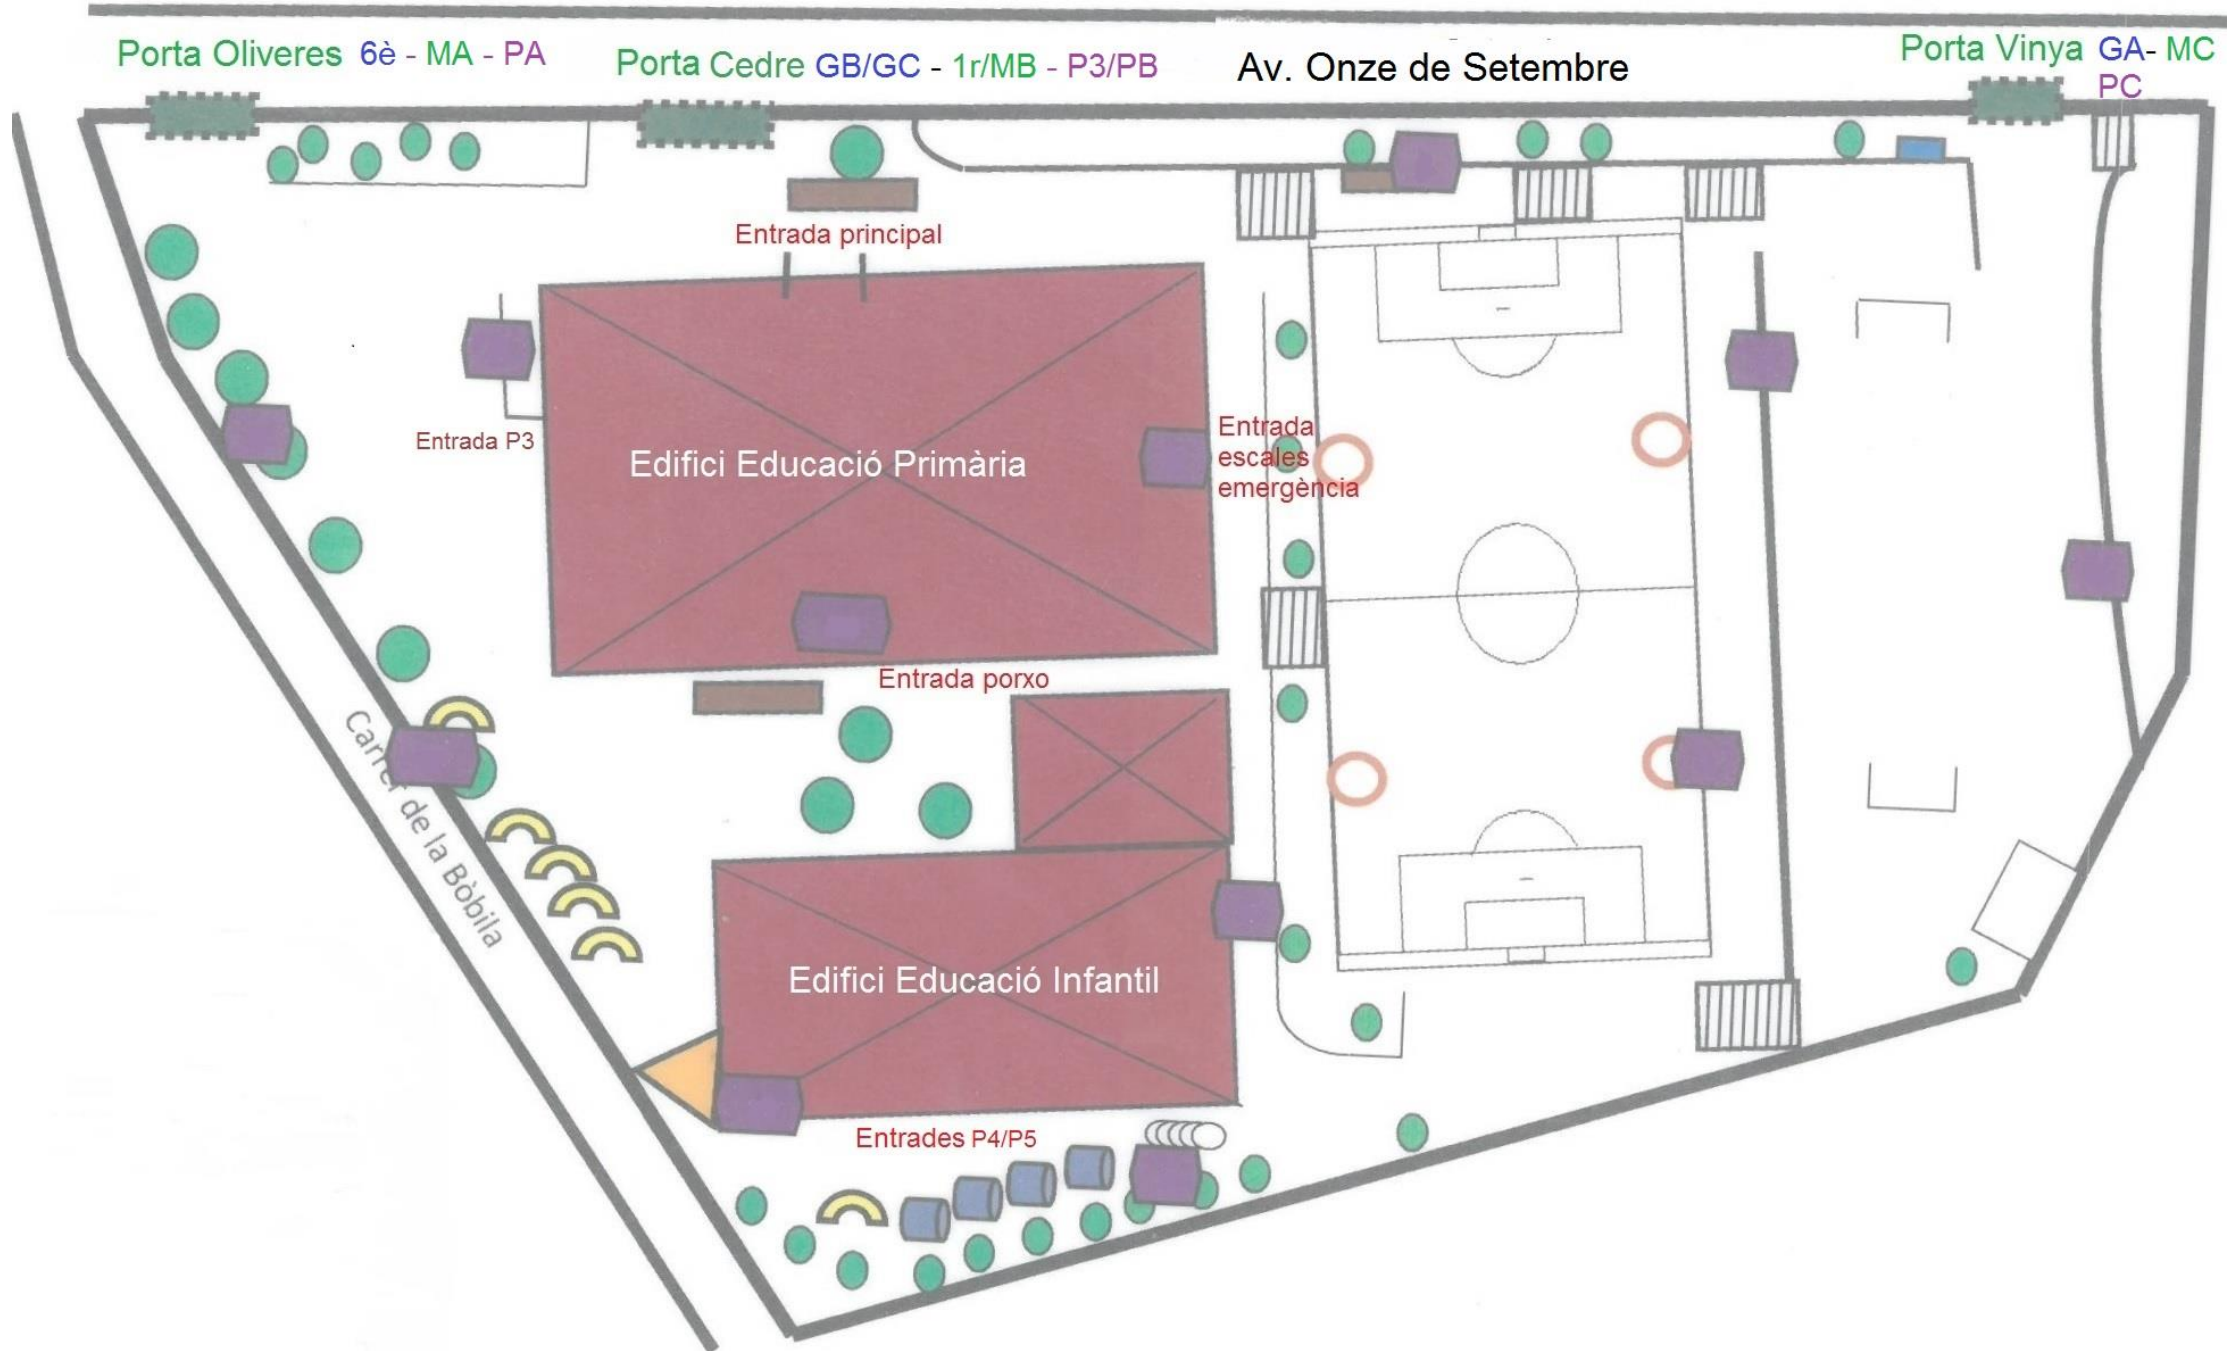 Porta Oliveres 6è - MA - PA
Porta Cedre GB/GC - 1r/MB - P3/PB
Av. Onze de Setembre
Porta Vinya GA- MC
PC
Entrada principal
Entrada P3
Edifici Educació Primària
Entrada
escales
emergència
Entrada porxo
Carrer de la Bòbila
Edifici Educació Infantil
Entrades P4/P5